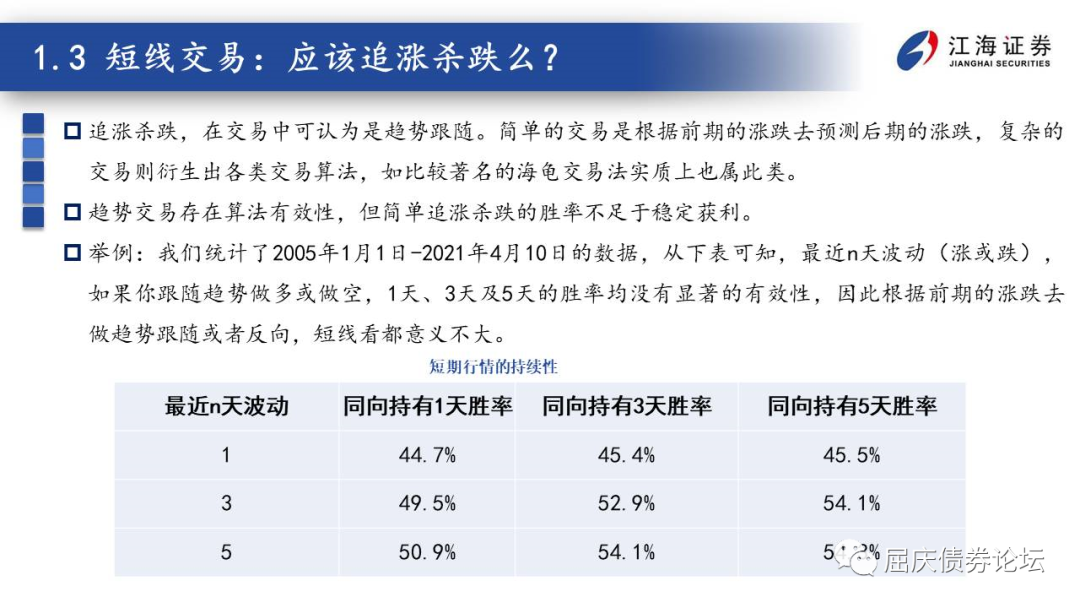 1.3 短线交易：应该追涨杀跌么？
江海证券
JIANGHAI SECURITIES
追涨杀跌，在交易中可认为是趋势跟随。简单的交易是根据前期的涨跌去预测后期的涨跌，复杂的
交易则衍生出各类交易算法，如比较著名的海龟交易法实质上也属此类。
趋势交易存在算法有效性，但简单追涨杀跌的胜率不足于稳定获利。
举例：我们统计了2005年1月1日-2021年4月10日的数据，从下表可知，最近n天波动（涨或跌），
如果你跟随趋势做多或做空，1天、3天及5天的胜率均没有显著的有效性，因此根据前期的涨跌去
做趋势跟随或者反向，短线看都意义不大。
短期行情的持续性
最近n天波动 同向持有1天胜率 同向持有3天胜率 同向持有5天胜率
1 44.7% 45.4% 45.5%
3 49.5% 52.9% 54.1%
5 50.9% 54.1%
屈庆债券论坛